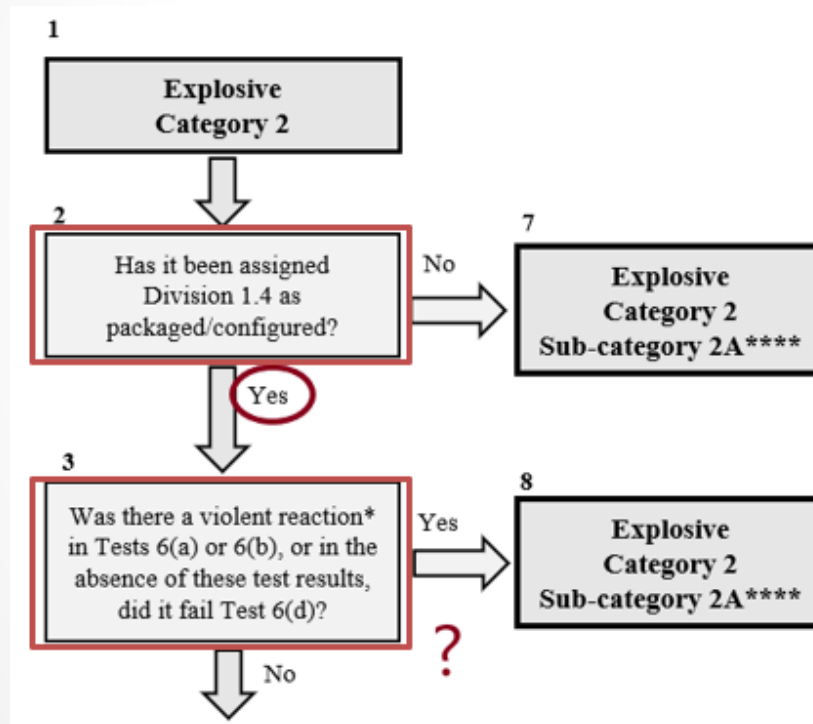 1
Explosive
Category 2
2
Has it been assigned
Division 1.4 as
packaged/configured?
No
7
Explosive
Category 2
Sub-category 2A****
Yes
3
Was there a violent reaction*
in Tests 6(a) or 6(b), or in the
absence of these test results,
did it fail Test 6(d)?
Yes
8
Explosive
Category 2
Sub-category 2A****
?
No